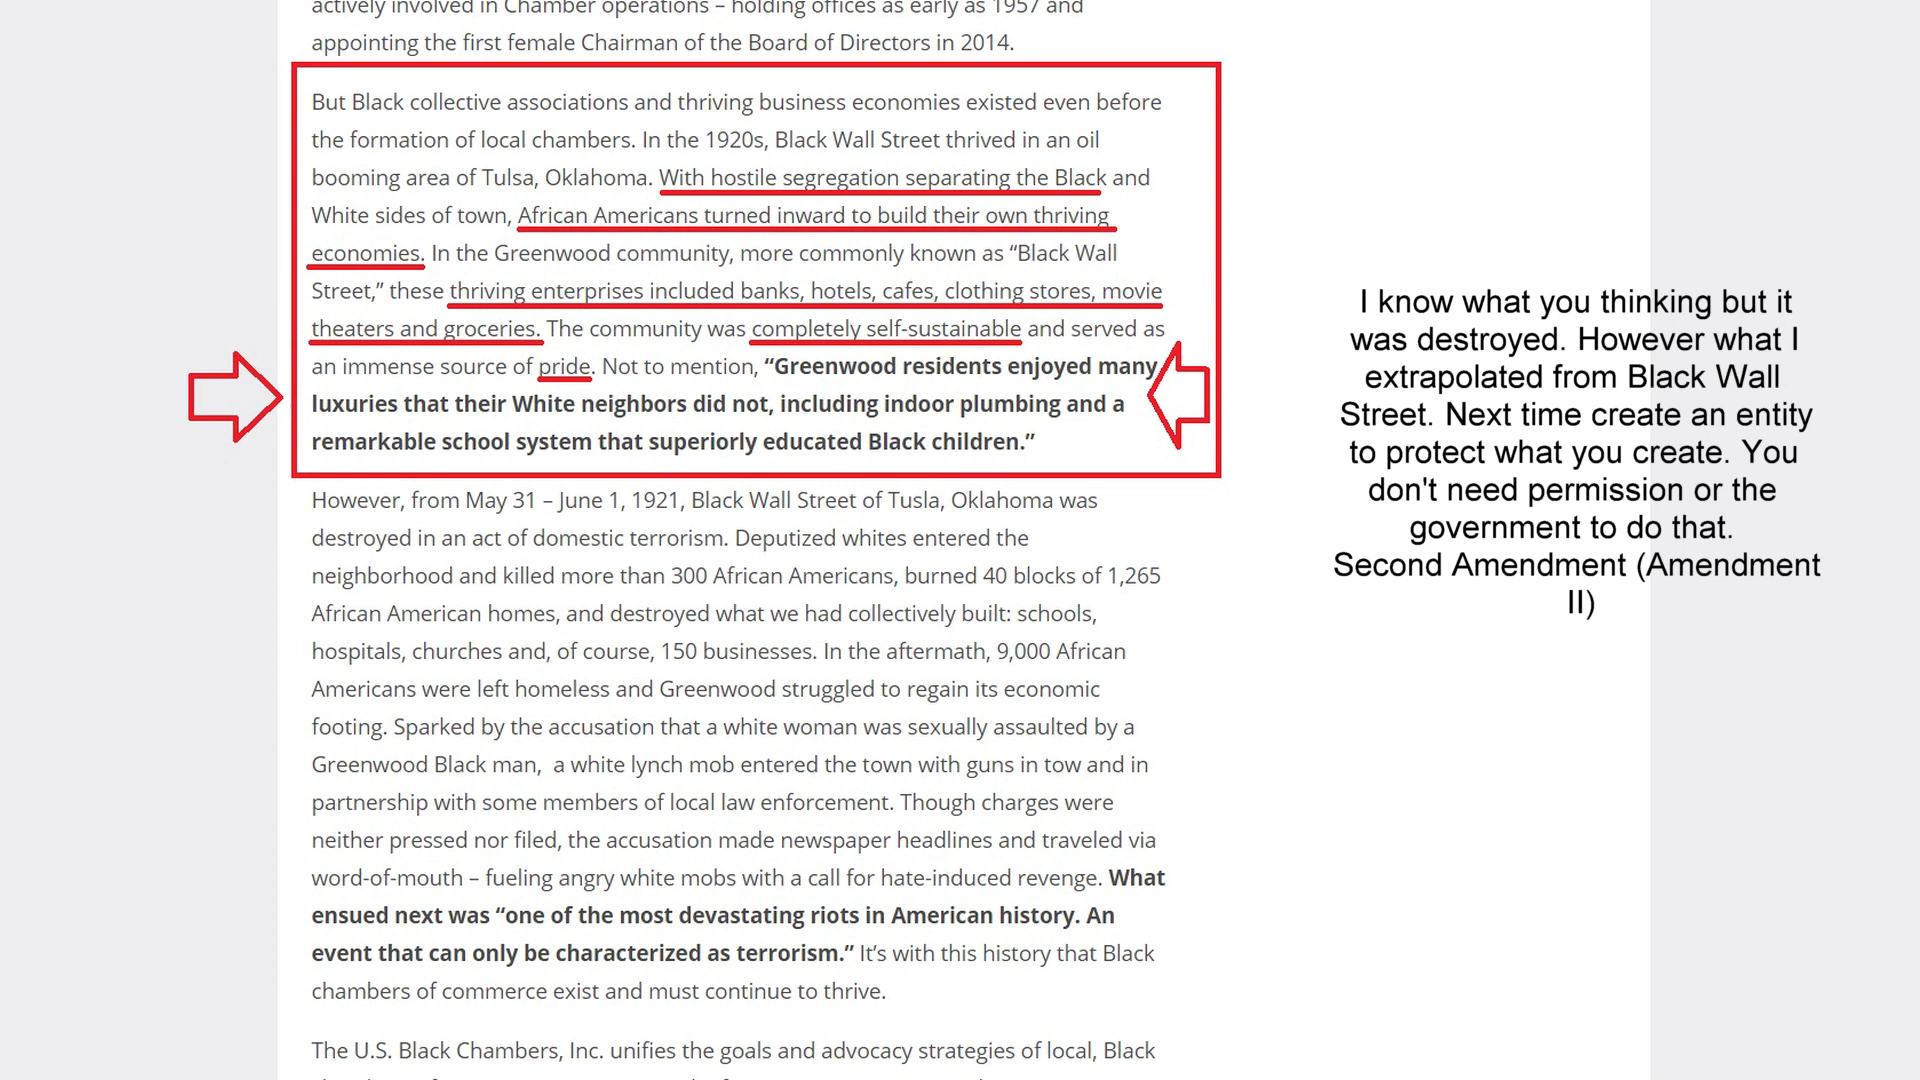 actively involved in Chamber operations – holding offices as early as 1957 and
appointing the first female Chairman of the Board of Directors in 2014.
But Black collective associations and thriving business economies existed even before
the formation of local chambers. In the 1920s, Black Wall Street thrived in an oil
booming area of Tulsa, Oklahoma. With hostile segregation separating the Black and
White sides of town, African Americans turned inward to build their own thriving
economies. In the Greenwood community, more commonly known as “Black Wall
Street,” these thriving enterprises included banks, hotels, cafes, clothing stores, movie
theaters and groceries. The community was completely self-sustainable and served as
an immense source of pride. Not to mention, “Greenwood residents enjoyed many
luxuries that their White neighbors did not, including indoor plumbing and a
remarkable school system that superiorly educated Black children.”
However, from May 31 – June 1, 1921, Black Wall Street of Tusla, Oklahoma was
destroyed in an act of domestic terrorism. Deputized whites entered the
neighborhood and killed more than 300 African Americans, burned 40 blocks of 1,265
African American homes, and destroyed what we had collectively built: schools,
hospitals, churches and, of course, 150 businesses. In the aftermath, 9,000 African
Americans were left homeless and Greenwood struggled to regain its economic
footing. Sparked by the accusation that a white woman was sexually assaulted by a
Greenwood Black man,  a white lynch mob entered the town with guns in tow and in
partnership with some members of local law enforcement. Though charges were
neither pressed nor filed, the accusation made newspaper headlines and traveled via
word-of-mouth – fueling angry white mobs with a call for hate-induced revenge. What
ensued next was “one of the most devastating riots in American history. An
event that can only be characterized as terrorism.” It’s with this history that Black
chambers of commerce exist and must continue to thrive.
The U.S. Black Chambers, Inc. unifies the goals and advocacy strategies of local, Black
I know what you thinking but it
was destroyed. However what I
extrapolated from Black Wall
Street. Next time create an entity
to protect what you create. You
don't need permission or the
government to do that.
Second Amendment (Amendment
II)